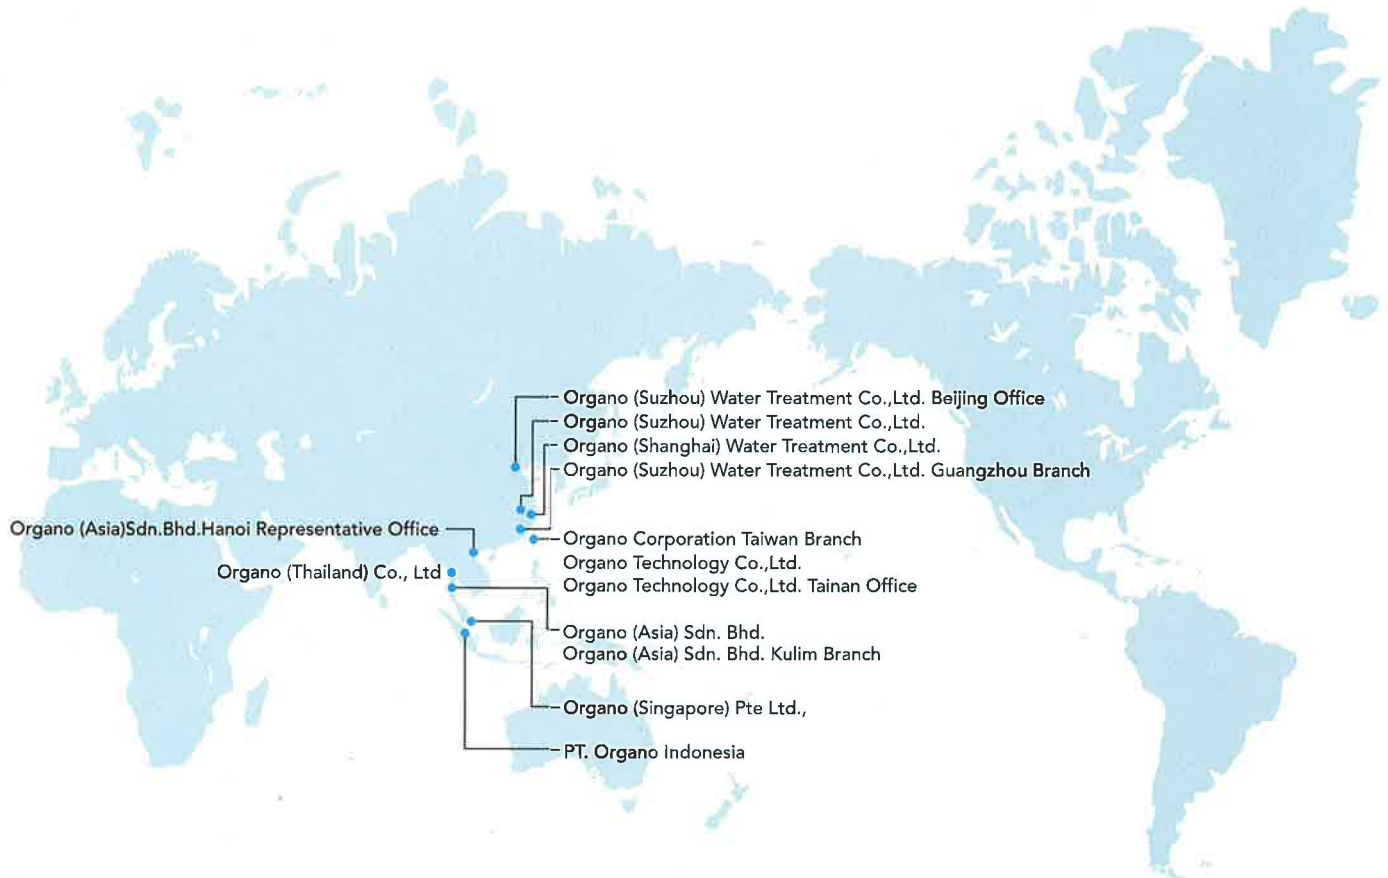 Organo (Suzhou) Water Treatment Co.,Ltd. Beijing Office
Organo (Suzhou) Water Treatment Co.,Ltd.
Organo (Shanghai) Water Treatment Co.,Ltd.
Organo (Suzhou) Water Treatment Co.,Ltd. Guangzhou Branch
Organo (Asia)Sdn.Bhd.Hanoi Representative Office
Organo Corporation Taiwan Branch
Organo Technology Co.,Ltd.
Organo (Thailand) Co., Ltd
Organo Technology Co.,Ltd. Tainan Office
Organo (Asia) Sdn. Bhd.
Organo (Asia) Sdn. Bhd. Kulim Branch
Organo (Singapore) Pte Ltd.,
PT. Organo Indonesia